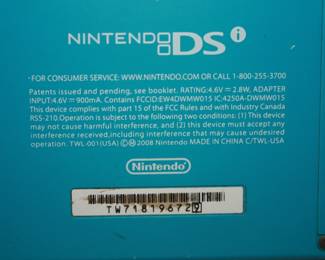 NINTENDO DS i
·FOR CONSUMER SERVICE: WWW.NINTENDO.COM OR CALL 1-800-255-3700
Patents issued and pending, see booklet. RATING:4.6V⎓2.8W, ADAPTER
INPUT:4.6V⎓900mA. Contains FCCID:EW4DWMW015 IC:4250A-DWMW015
This device complies with part 15 of the FCC Rules and with Industry Canada
RSS-210.Operation is subject to following two conditions: (1) This device
may not cause harmful interference, and (2) this device must accept any
interference received,including interference that may cause undesired
operation. TWL-001(USA) ⒸⓂ 2008 Nintendo MADE IN CHINA C/TWL-USA
Nintendo
TW718196729